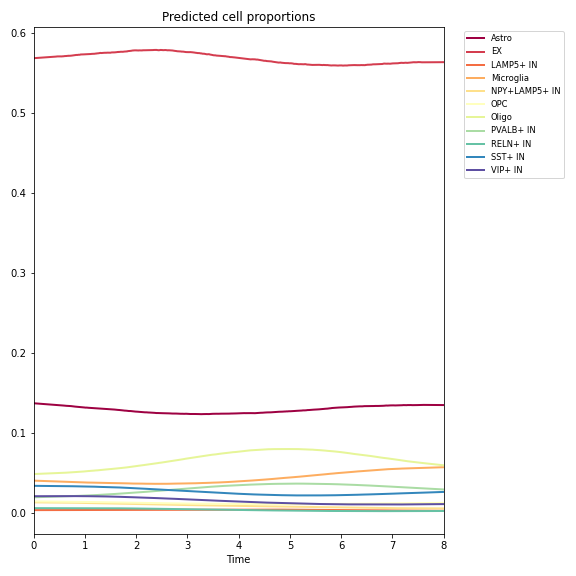 Predicted cell proportions
0.6
0.5
0.4
0.3
0.2
0.1
0.0
0 1 2 3 4 5 6 7 8
Time
Astro
EX
LAMP5+ IN
Microglia
NPY+LAMP5+ IN
OPC
Oligo
PVALB+ IN
RELN+ IN
SST+ IN
VIP+ IN